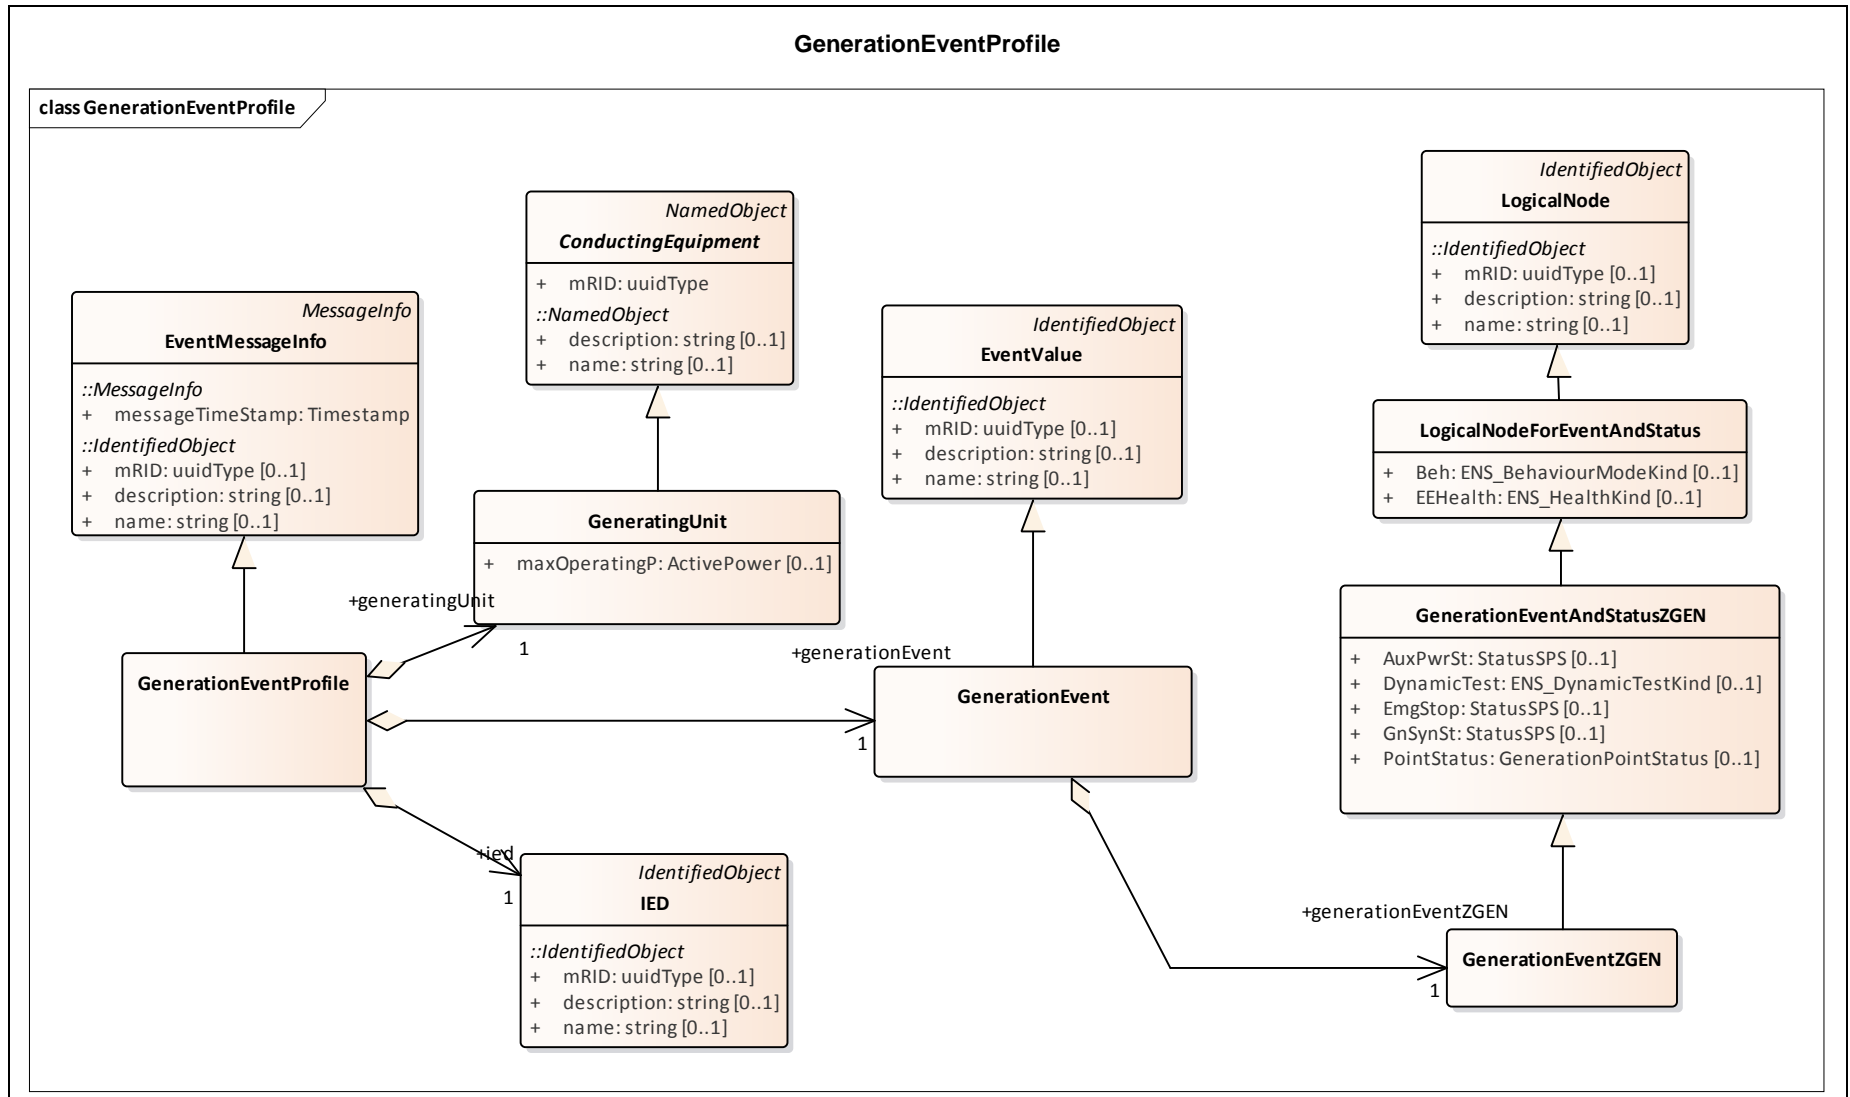 GenerationEventProfile
class GenerationEventProfile
MessageInfo
EventMessageInfo
::MessageInfo
+ messageTimeStamp: Timestamp
::IdentifiedObject
+ mRID: uuidType [0..1]
+ description: string [0..1]
+ name: string [0..1]
NamedObject
ConductingEquipment
+ mRID: uuidType
::NamedObject
+ description: string [0..1]
+ name: string [0..1]
GeneratingUnit
+ maxOperatingP: ActivePower [0..1]
IdentifiedObject
EventValue
::IdentifiedObject
+ mRID: uuidType [0..1]
+ description: string [0..1]
+ name: string [0..1]
IdentifiedObject
LogicalNode
::IdentifiedObject
+ mRID: uuidType [0..1]
+ description: string [0..1]
+ name: string [0..1]
LogicalNodeForEventAndStatus
+ Beh: ENS_BehaviourModeKind [0..1]
+ EEHealth: ENS_HealthKind [0..1]
GenerationEventAndStatusZGEN
+ AuxPwrSt: StatusSPS [0..1]
+ DynamicTest: ENS_DynamicTestKind [0..1]
+ EmgStop: StatusSPS [0..1]
+ GnSynSt: StatusSPS [0..1]
+ PointStatus: GenerationPointStatus [0..1]
+generatingUnit
1
GenerationEventProfile
+generationEvent
1
GenerationEvent
+ied
1
IdentifiedObject
IED
::IdentifiedObject
+ mRID: uuidType [0..1]
+ description: string [0..1]
+ name: string [0..1]
+generationEventZGEN
1
GenerationEventZGEN